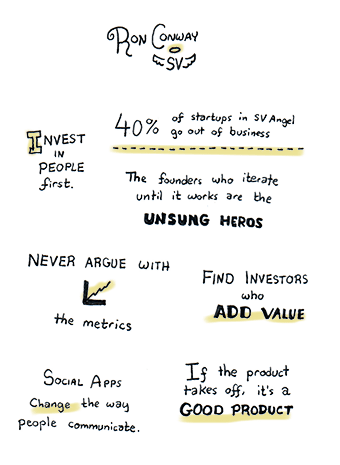 RON CONWAY
SV
INVEST
IN
PEOPLE
first.
40% of startups in SV Angel
go out of business
The founders who iterate
until it works are the
UNSUNG HEROS
NEVER ARGUE WITH
the metrics
FIND INVESTORS
who
ADD VALUE
SOCIAL APPS
Change the way
people communicate.
If the product
takes off, it's a
GOOD PRODUCT